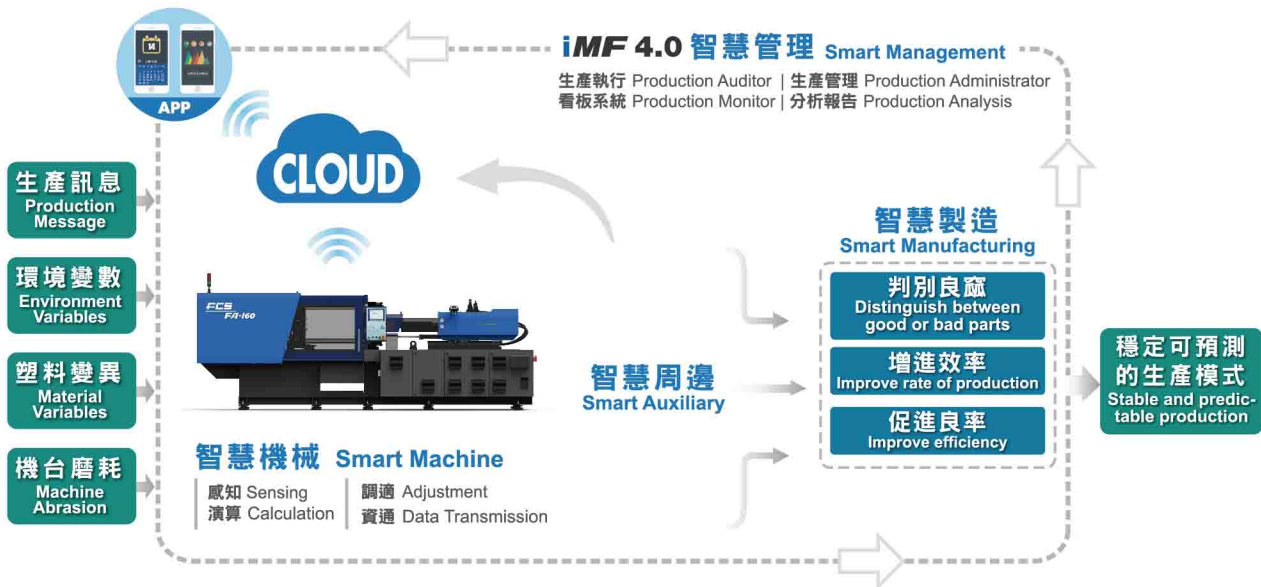 14
APP
iMF 4.0 智慧管理 Smart Management
生產執行 Production Auditor | 生產管理 Production Administrator
看板系統 Production Monitor | 分析報告 Production Analysis
CLOUD
生產訊息
Production
Message
環境變數
Environment
Variables
塑料變異
Material
Variables
機台磨耗
Machine
Abrasion
FCS
FA-160
智慧機械 Smart Machine
感知 Sensing
演算 Calculation
調適 Adjustment
資通 Data Transmission
智慧周邊
Smart Auxiliary
智慧製造
Smart Manufacturing
判別良窳
Distinguish between
good or bad parts
增進效率
Improve rate of production
促進良率
Improve efficiency
穩定可預測
的生產模式
Stable and predic-
table production